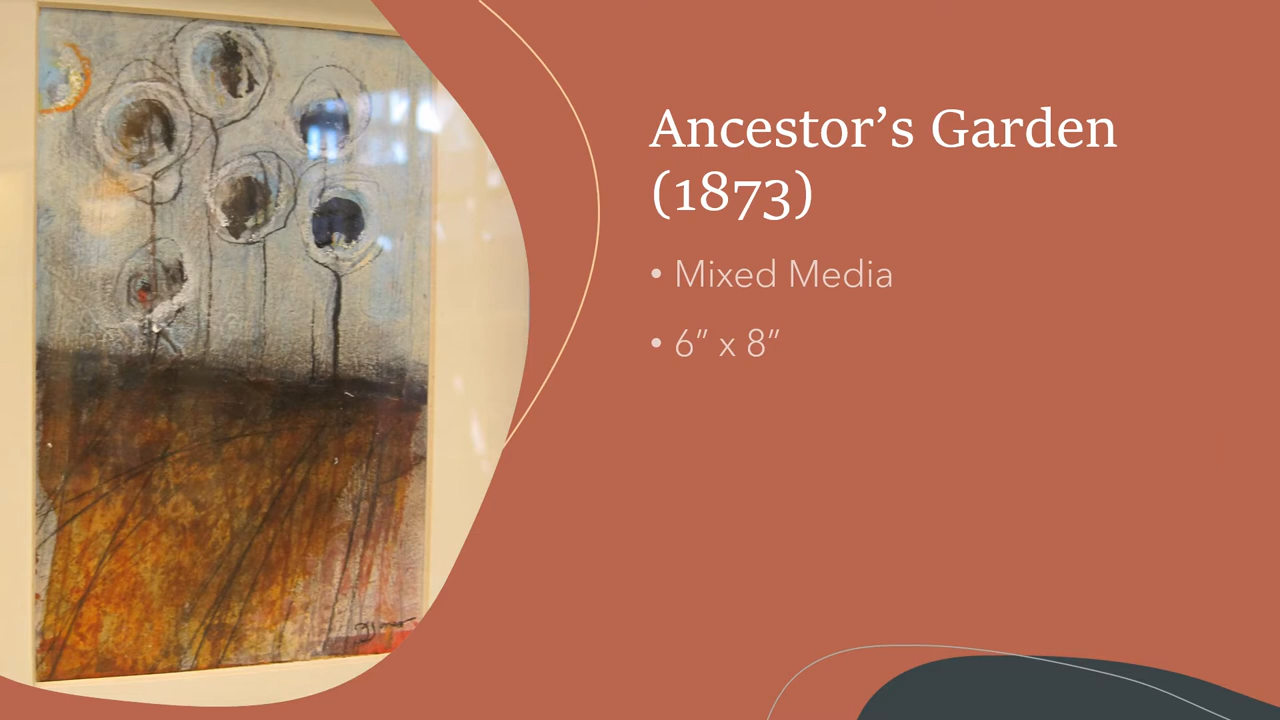 Ancestor’s Garden
(1873)
• Mixed Media
• 6” x 8”